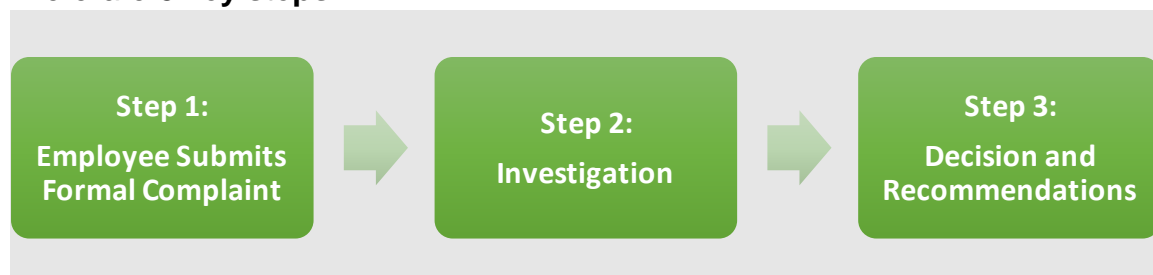 Step 1:
Employee Submits
Formal Complaint
Step 2:
Investigation
Step 3:
Decision and
Recommendations